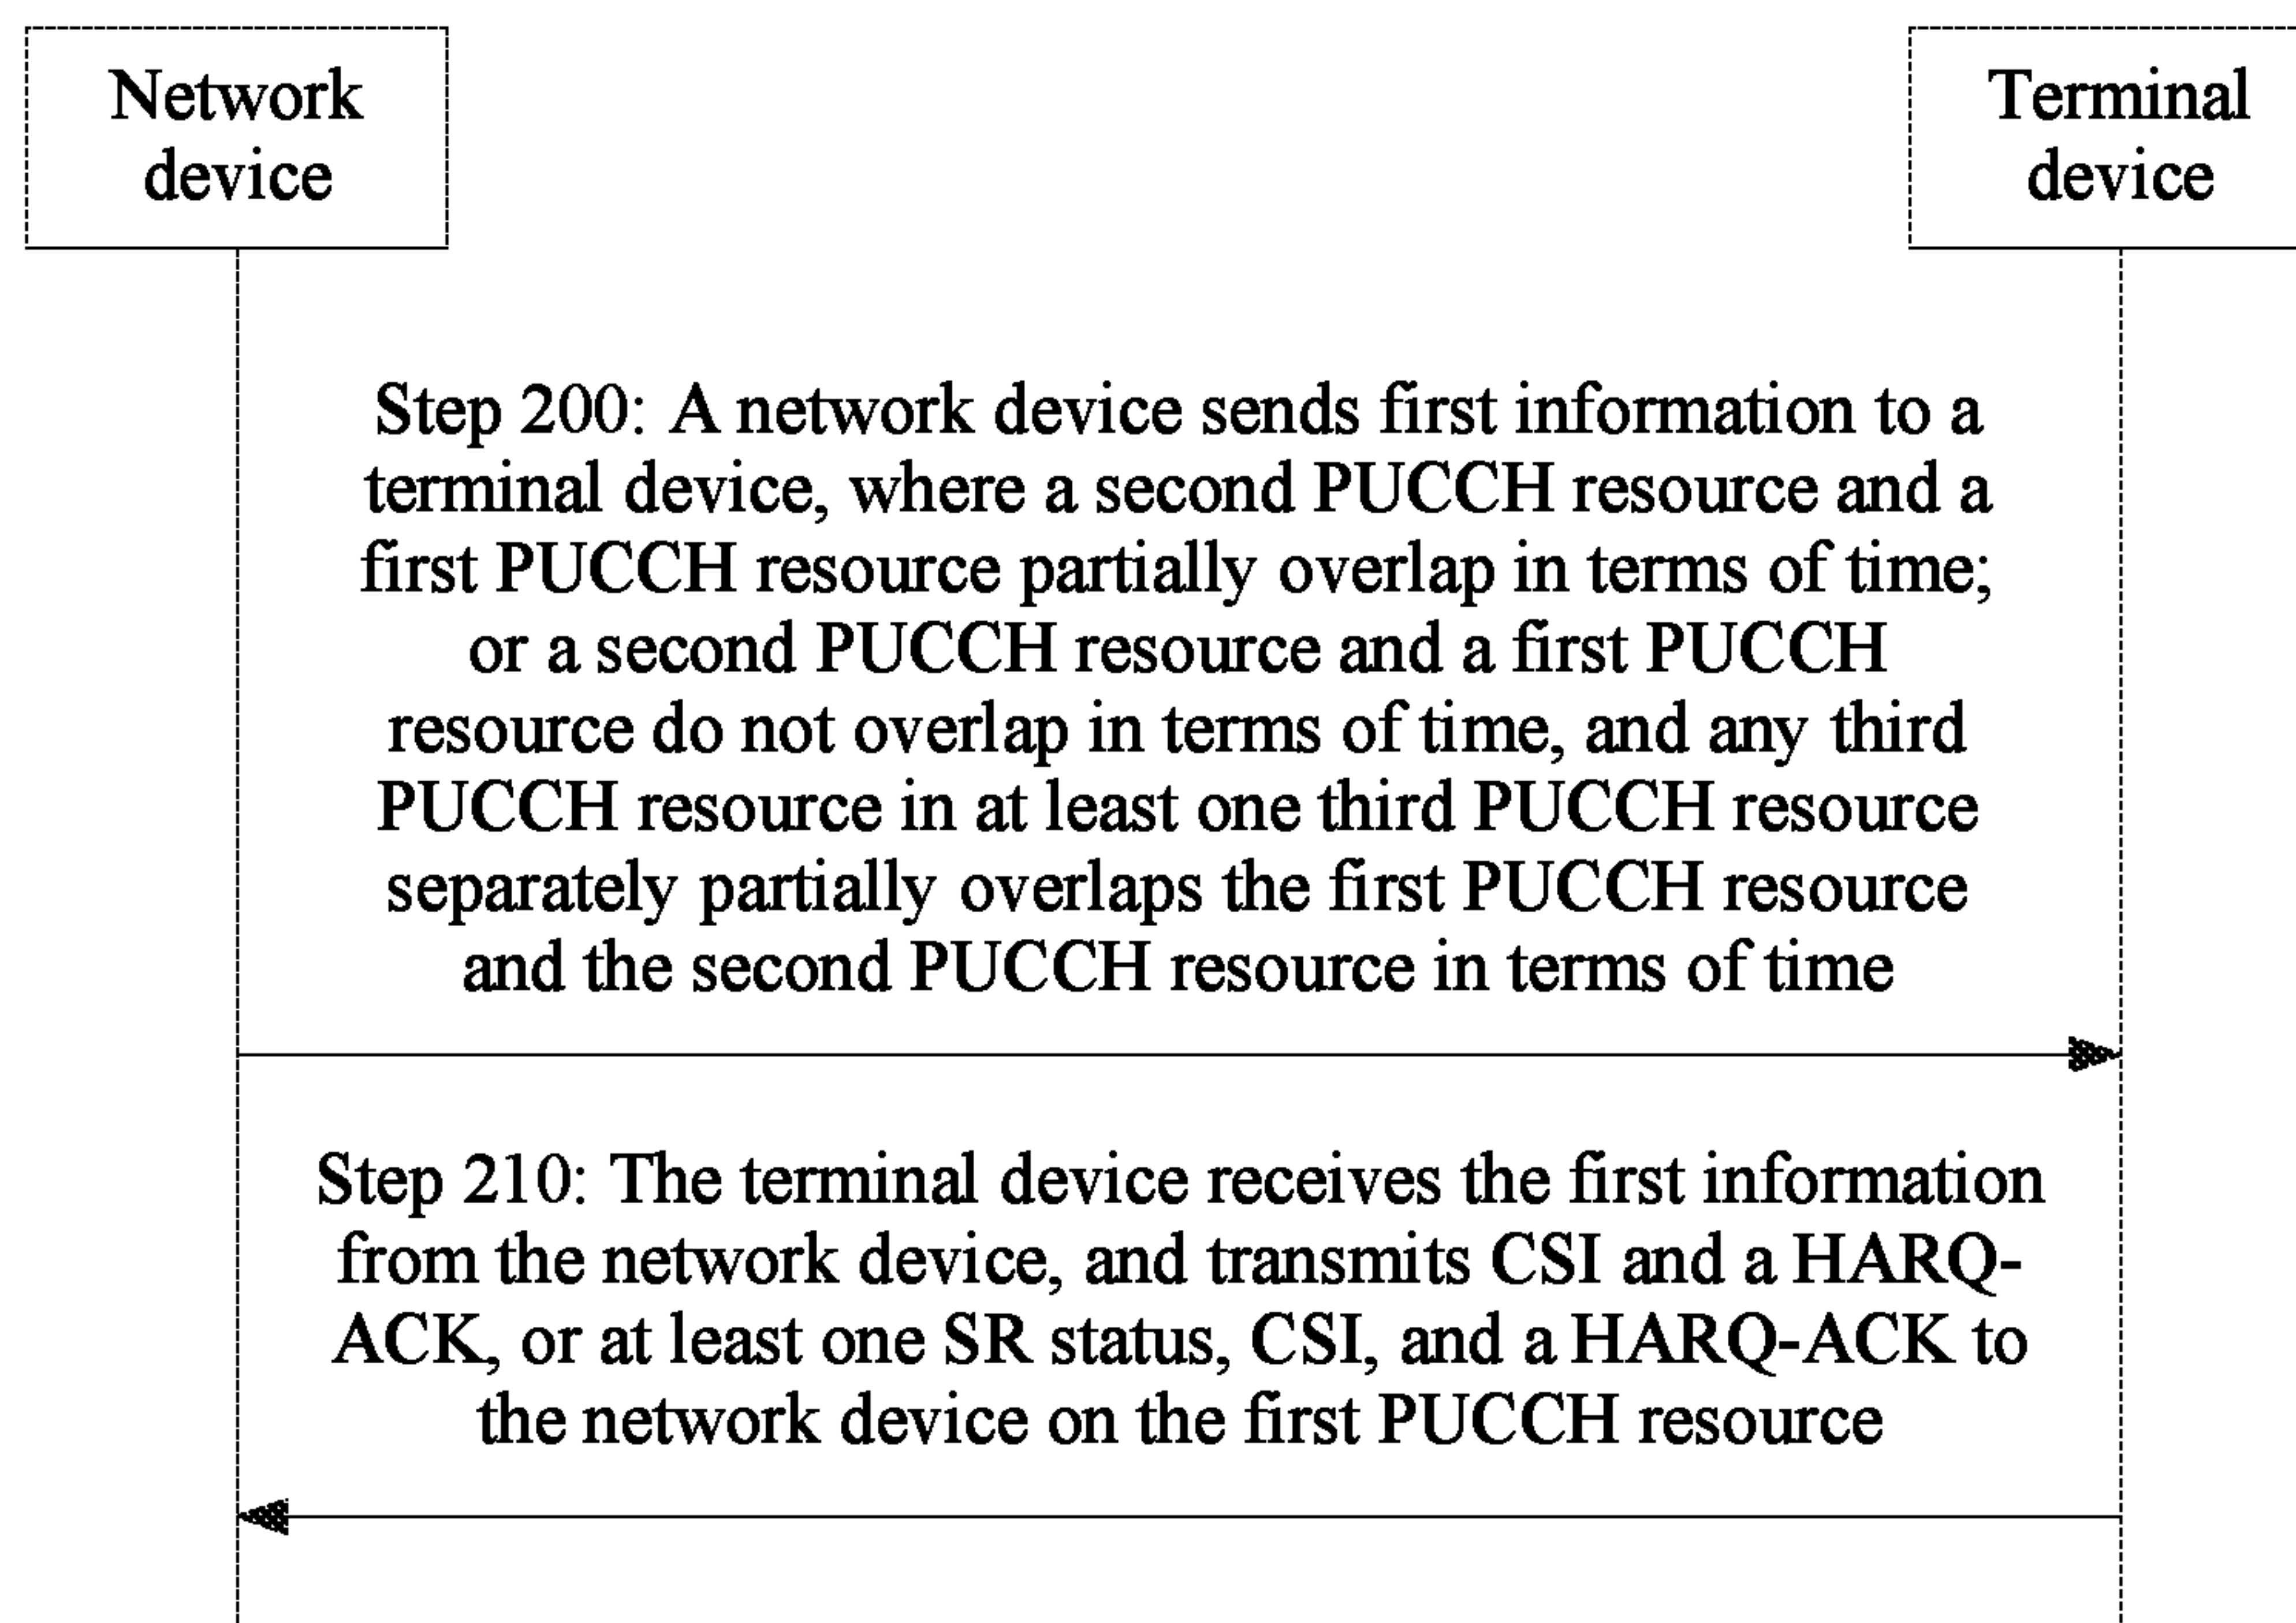 Network
device
Terminal
device
Step 200: A network device sends first information to a
terminal device, where a second PUCCH resource and a
first PUCCH resource partially overlap in terms of time;
or a second PUCCH resource and a first PUCCH
resource do not overlap in terms of time, and any third
PUCCH resource in at least one third PUCCH resource
separately partially overlaps the first PUCCH resource
and the second PUCCH resource in terms of time
Step 210: The terminal device receives the first information
from the network device, and transmits CSI and a HARQ-
ACK, or at least one SR status, CSI, and a HARQ-ACK to
the network device on the first PUCCH resource